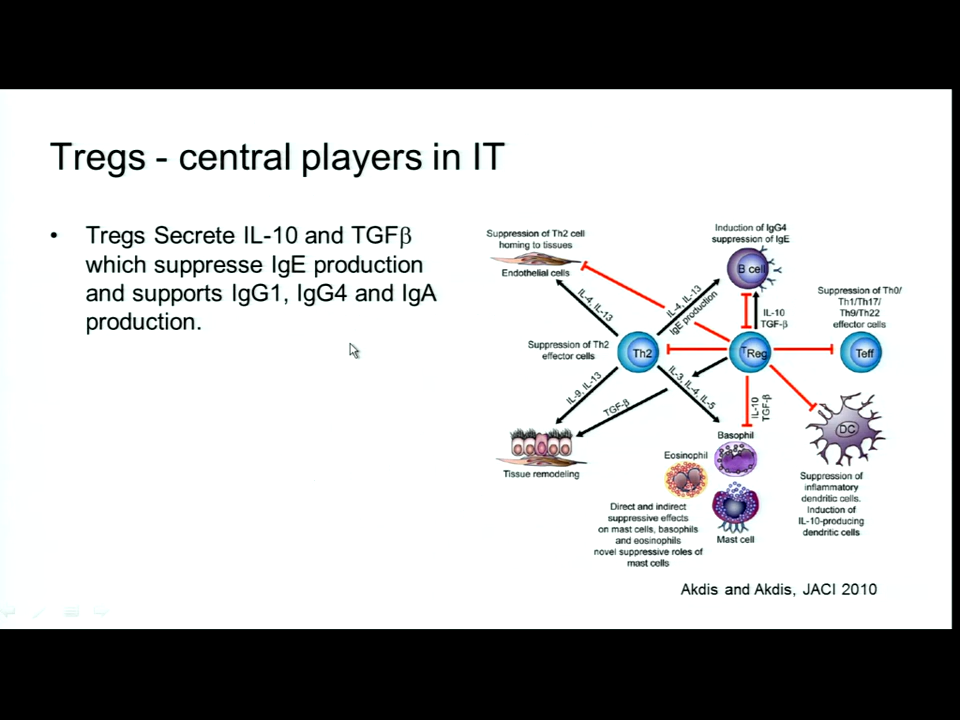 Tregs - central players in IT
• Tregs Secrete IL-10 and TGFβ
which suppresse IgE production
and supports IgG1, IgG4 and IgA
production.
Suppression of Th2 cell
homing to tissues
Endothelial cells
Induction of IgG4
suppression of IgE
B cell
IL-4, IL-13
IL-4, IL-13
IgE production
IL-10
TGF-β
Suppression of Th0/
Th1/Th17/
Th9/Th22
effector cells
Suppression of Th2
effector cells
Th2
TReg
Teff
IL-9, IL-13
TGF-β
IL-3, IL-4, IL-5
IL-10
TGF-β
DC
Tissue remodeling
Basophil
Eosinophil
Mast cell
Direct and indirect
suppressive effects
on mast cells, basophils
and eosinophils
novel suppressive roles of
mast cells
Suppression of
inflammatory
dendritic cells.
Induction of
IL-10-producing
dendritic cells
Akdis and Akdis, JACI 2010